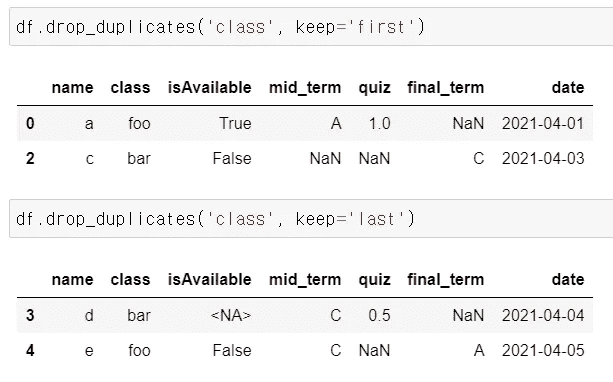 df.drop_duplicates('class', keep='first')
name class isAvailable mid_term quiz final_term date
0 a foo True A 1.0 NaN 2021-04-01
2 c bar False NaN NaN C 2021-04-03
df.drop_duplicates('class', keep='last')
name class isAvailable mid_term quiz final_term date
3 d bar <NA> C 0.5 NaN 2021-04-04
4 e foo False C NaN A 2021-04-05